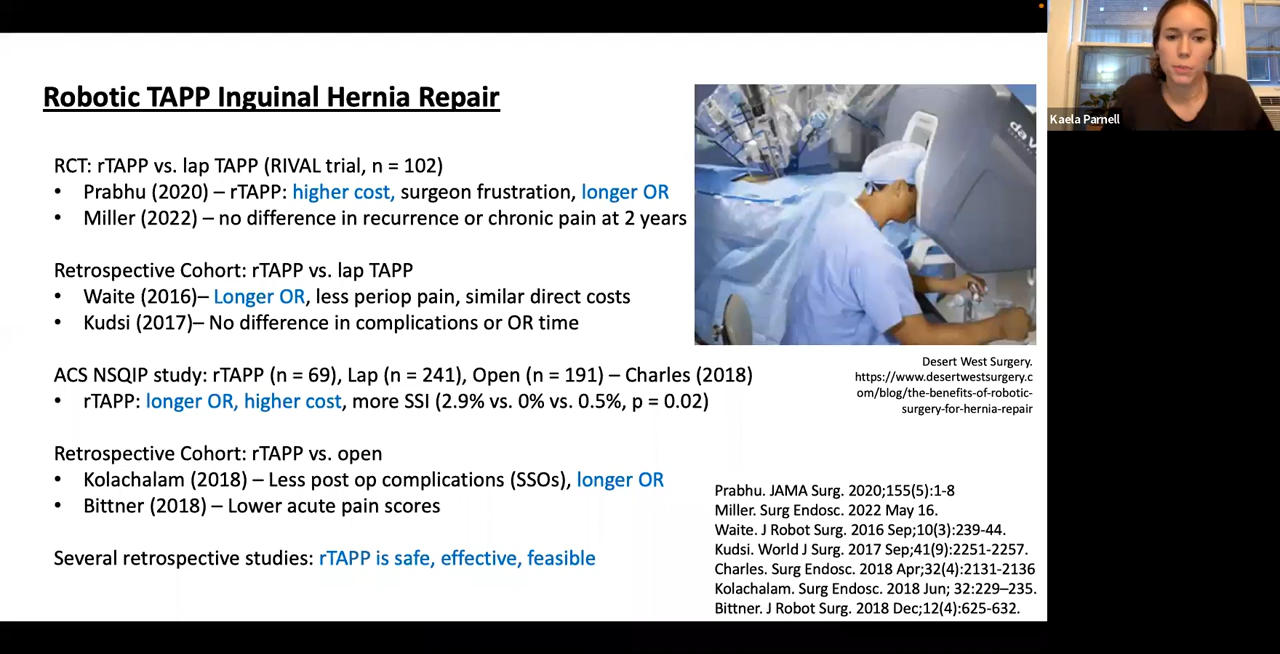 Robotic TAPP Inguinal Hernia Repair
RCT: rTAPP vs. lap TAPP (RIVAL trial, n = 102)
• Prabhu (2020) – rTAPP: higher cost, surgeon frustration, longer OR
• Miller (2022) – no difference in recurrence or chronic pain at 2 years
Retrospective Cohort: rTAPP vs. lap TAPP
• Waite (2016)– Longer OR, less periop pain, similar direct costs
• Kudsi (2017)– No difference in complications or OR time
ACS NSQIP study: rTAPP (n = 69), Lap (n = 241), Open (n = 191) – Charles (2018)
• rTAPP: longer OR, higher cost, more SSI (2.9% vs. 0% vs. 0.5%, p = 0.02)
Retrospective Cohort: rTAPP vs. open
• Kolachalam (2018) – Less post op complications (SSOs), longer OR
• Bittner (2018) – Lower acute pain scores
Several retrospective studies: rTAPP is safe, effective, feasible
Desert West Surgery.
https://www.desertwestsurgery.c
om/blog/the-benefits-of-robotic-
surgery-for-hernia-repair
Prabhu. JAMA Surg. 2020;155(5):1-8
Miller. Surg Endosc. 2022 May 16.
Waite. J Robot Surg. 2016 Sep;10(3):239-44.
Kudsi. World J Surg. 2017 Sep;41(9):2251-2257.
Charles. Surg Endosc. 2018 Apr;32(4):2131-2136
Kolachalam. Surg Endosc. 2018 Jun; 32:229–235.
Bittner. J Robot Surg. 2018 Dec;12(4):625-632.
Kaela Parnell